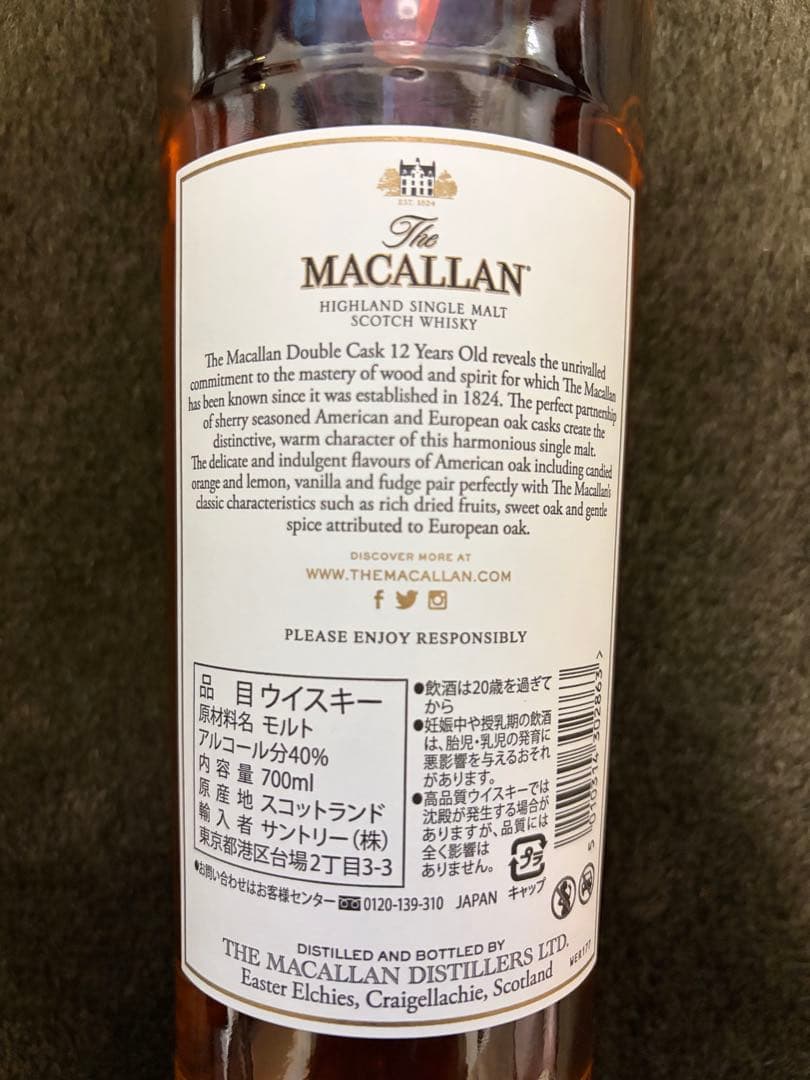 EST. 1824
The
MACALLAN
HIGHLAND SINGLE MALT
SCOTCH WHISKY
The Macallan Double Cask 12 Years Old reveals the unrivalled
commitment to the mastery of wood and spirit for which The Macallan
has been known since it was established in 1824. The perfect partnership
of sherry seasoned American and European oak casks create the
distinctive, warm character of this harmonious single malt.
The delicate and indulgent flavours of American oak including candied
orange and lemon, vanilla and fudge pair perfectly with The Macallan's
classic characteristics such as rich dried fruits, sweet oak and gentle
spice attributed to European oak.
DISCOVER MORE AT
WWW.THEMACALLAN.COM
PLEASE ENJOY RESPONSIBLY
品目 ウイスキー
原材料名 モルト
アルコール分40%
内容量 700ml
原産地 スコットランド
輸入者 サントリー(株)
東京都港区台場2丁目3-3
●お問い合わせはお客様センター 0120-139-310 JAPAN
●飲酒は20歳を過ぎて
から
●妊娠中や授乳期の飲酒
は、胎児・乳児の発育に
悪影響を与えるおそれ
があります。
●高品質ウイスキーでは
沈殿が発生する場合が
ありますが、品質には
全く影響は
ありません。
プラ
キャップ
5 010314 302863 >
DISTILLED AND BOTTLED BY
THE MACALLAN DISTILLERS LTD.
Easter Elchies, Craigellachie, Scotland
WER177